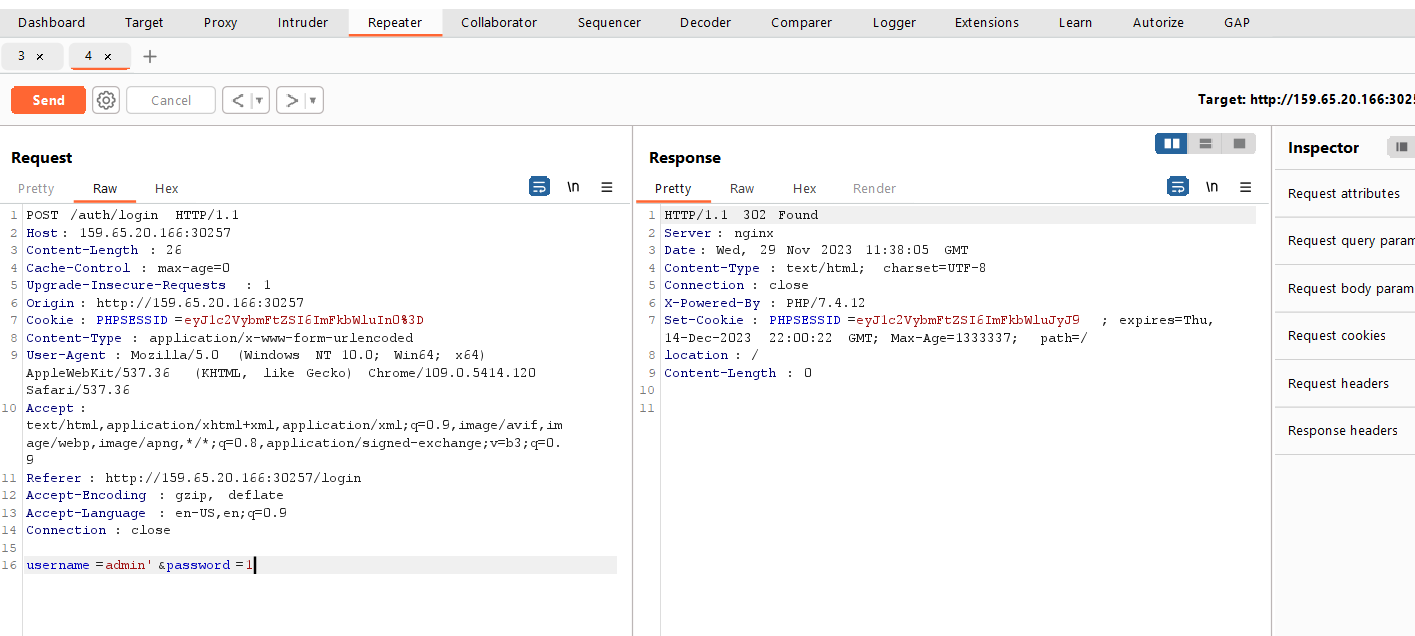 Dashboard Target Proxy Intruder Repeater Collaborator Sequencer Decoder Comparer Logger Extensions Learn Autorize GAP
3 × 4 × +
Send Cancel < ▾ > ▾ Target: http://159.65.20.166:3025
Request
Pretty Raw Hex \n ≡
1 POST /auth/login HTTP/1.1
2 Host: 159.65.20.166:30257
3 Content-Length : 26
4 Cache-Control : max-age=0
5 Upgrade-Insecure-Requests : 1
6 Origin : http://159.65.20.166:30257
7 Cookie : PHPSESSID =eyJ1c2VybmFtZSI6ImFkbWluIn0%3D
8 Content-Type : application/x-www-form-urlencoded
9 User-Agent : Mozilla/5.0 (Windows NT 10.0; Win64; x64)
AppleWebKit/537.36 (KHTML, like Gecko) Chrome/109.0.5414.120
Safari/537.36
10 Accept :
text/html,application/xhtml+xml,application/xml;q=0.9,image/avif,im
age/webp,image/apng,*/*;q=0.8,application/signed-exchange;v=b3;q=0.
9
11 Referer : http://159.65.20.166:30257/login
12 Accept-Encoding : gzip, deflate
13 Accept-Language : en-US,en;q=0.9
14 Connection : close
15
16 username =admin' &password =1
Response
Pretty Raw Hex Render \n ≡
1 HTTP/1.1 302 Found
2 Server : nginx
3 Date : Wed, 29 Nov 2023 11:38:05 GMT
4 Content-Type : text/html; charset=UTF-8
5 Connection : close
6 X-Powered-By : PHP/7.4.12
7 Set-Cookie : PHPSESSID =eyJ1c2VybmFtZSI6ImFkbWluJyJ9 ; expires=Thu,
14-Dec-2023 22:00:22 GMT; Max-Age=1333337; path=/
8 location : /
9 Content-Length : 0
10
11
Inspector
Request attributes
Request query param
Request body param
Request cookies
Request headers
Response headers